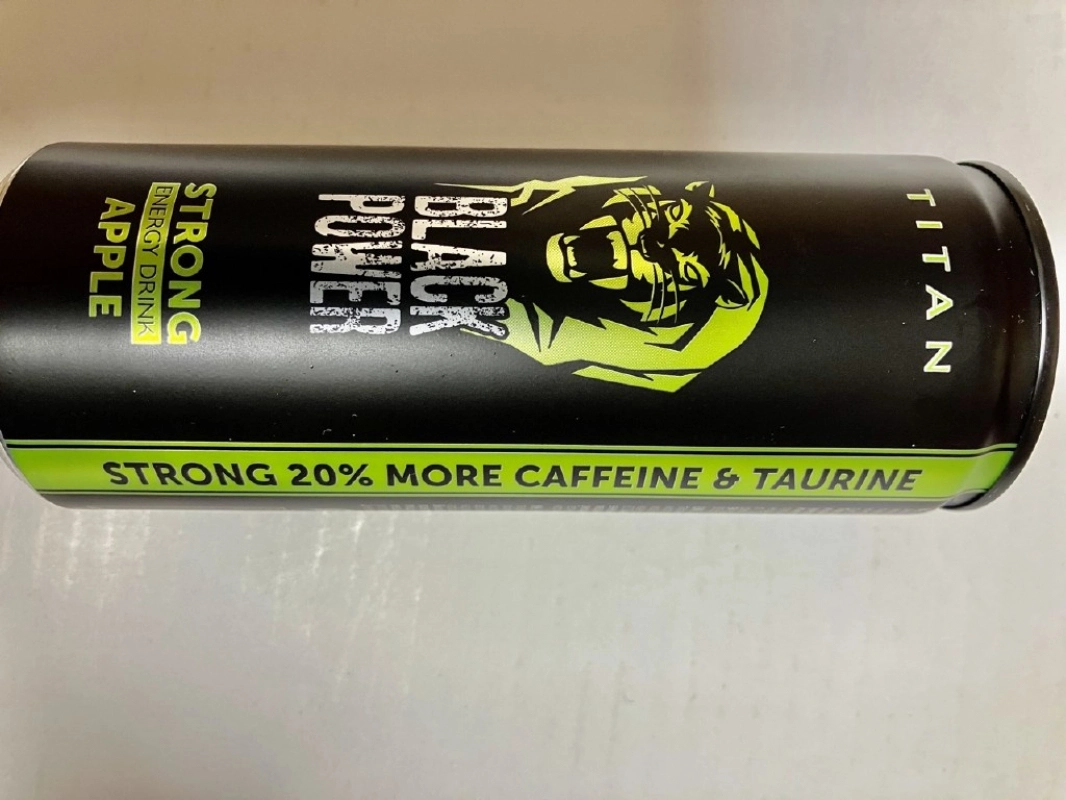 TITAN
BLACK
POWER
STRONG
ENERGY DRINK
APPLE
STRONG 20% MORE CAFFEINE & TAURINE